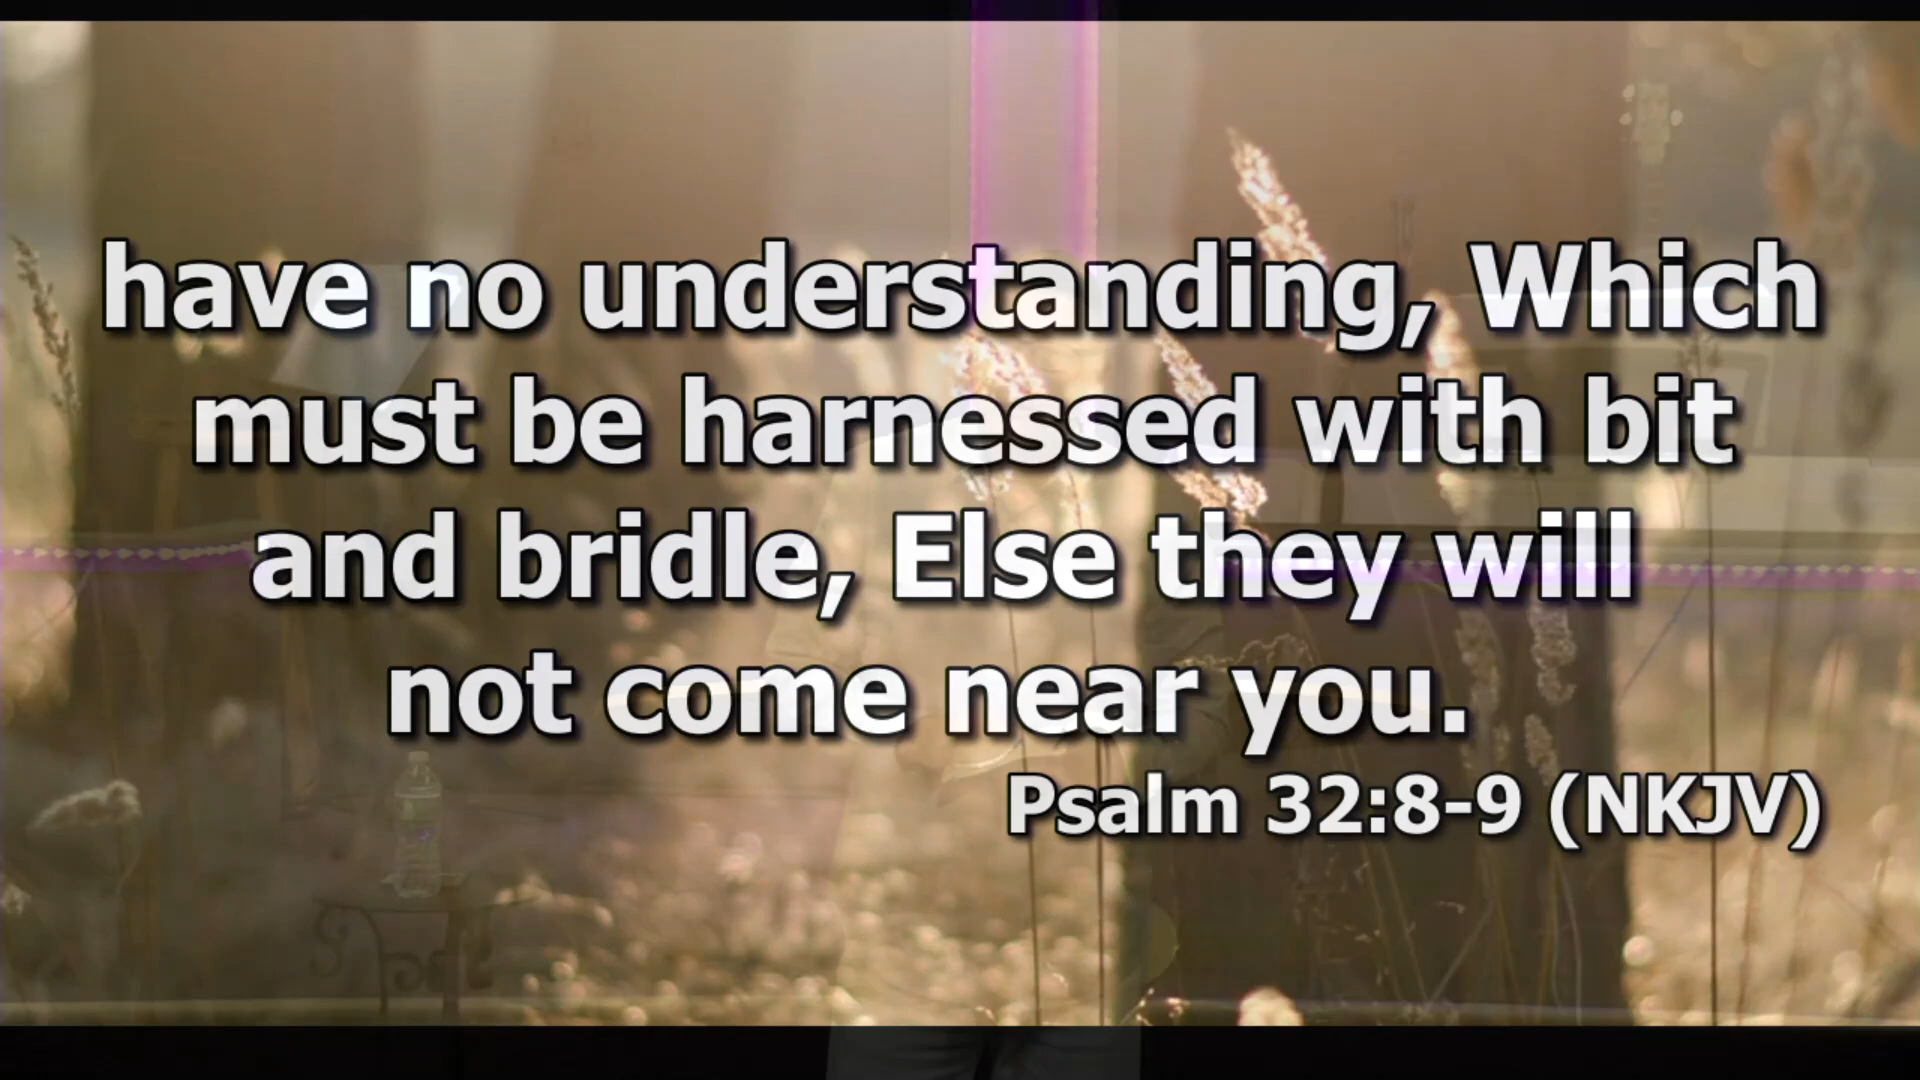 have no understanding, Which
must be harnessed with bit
and bridle, Else they will
not come near you.
Psalm 32:8-9 (NKJV)